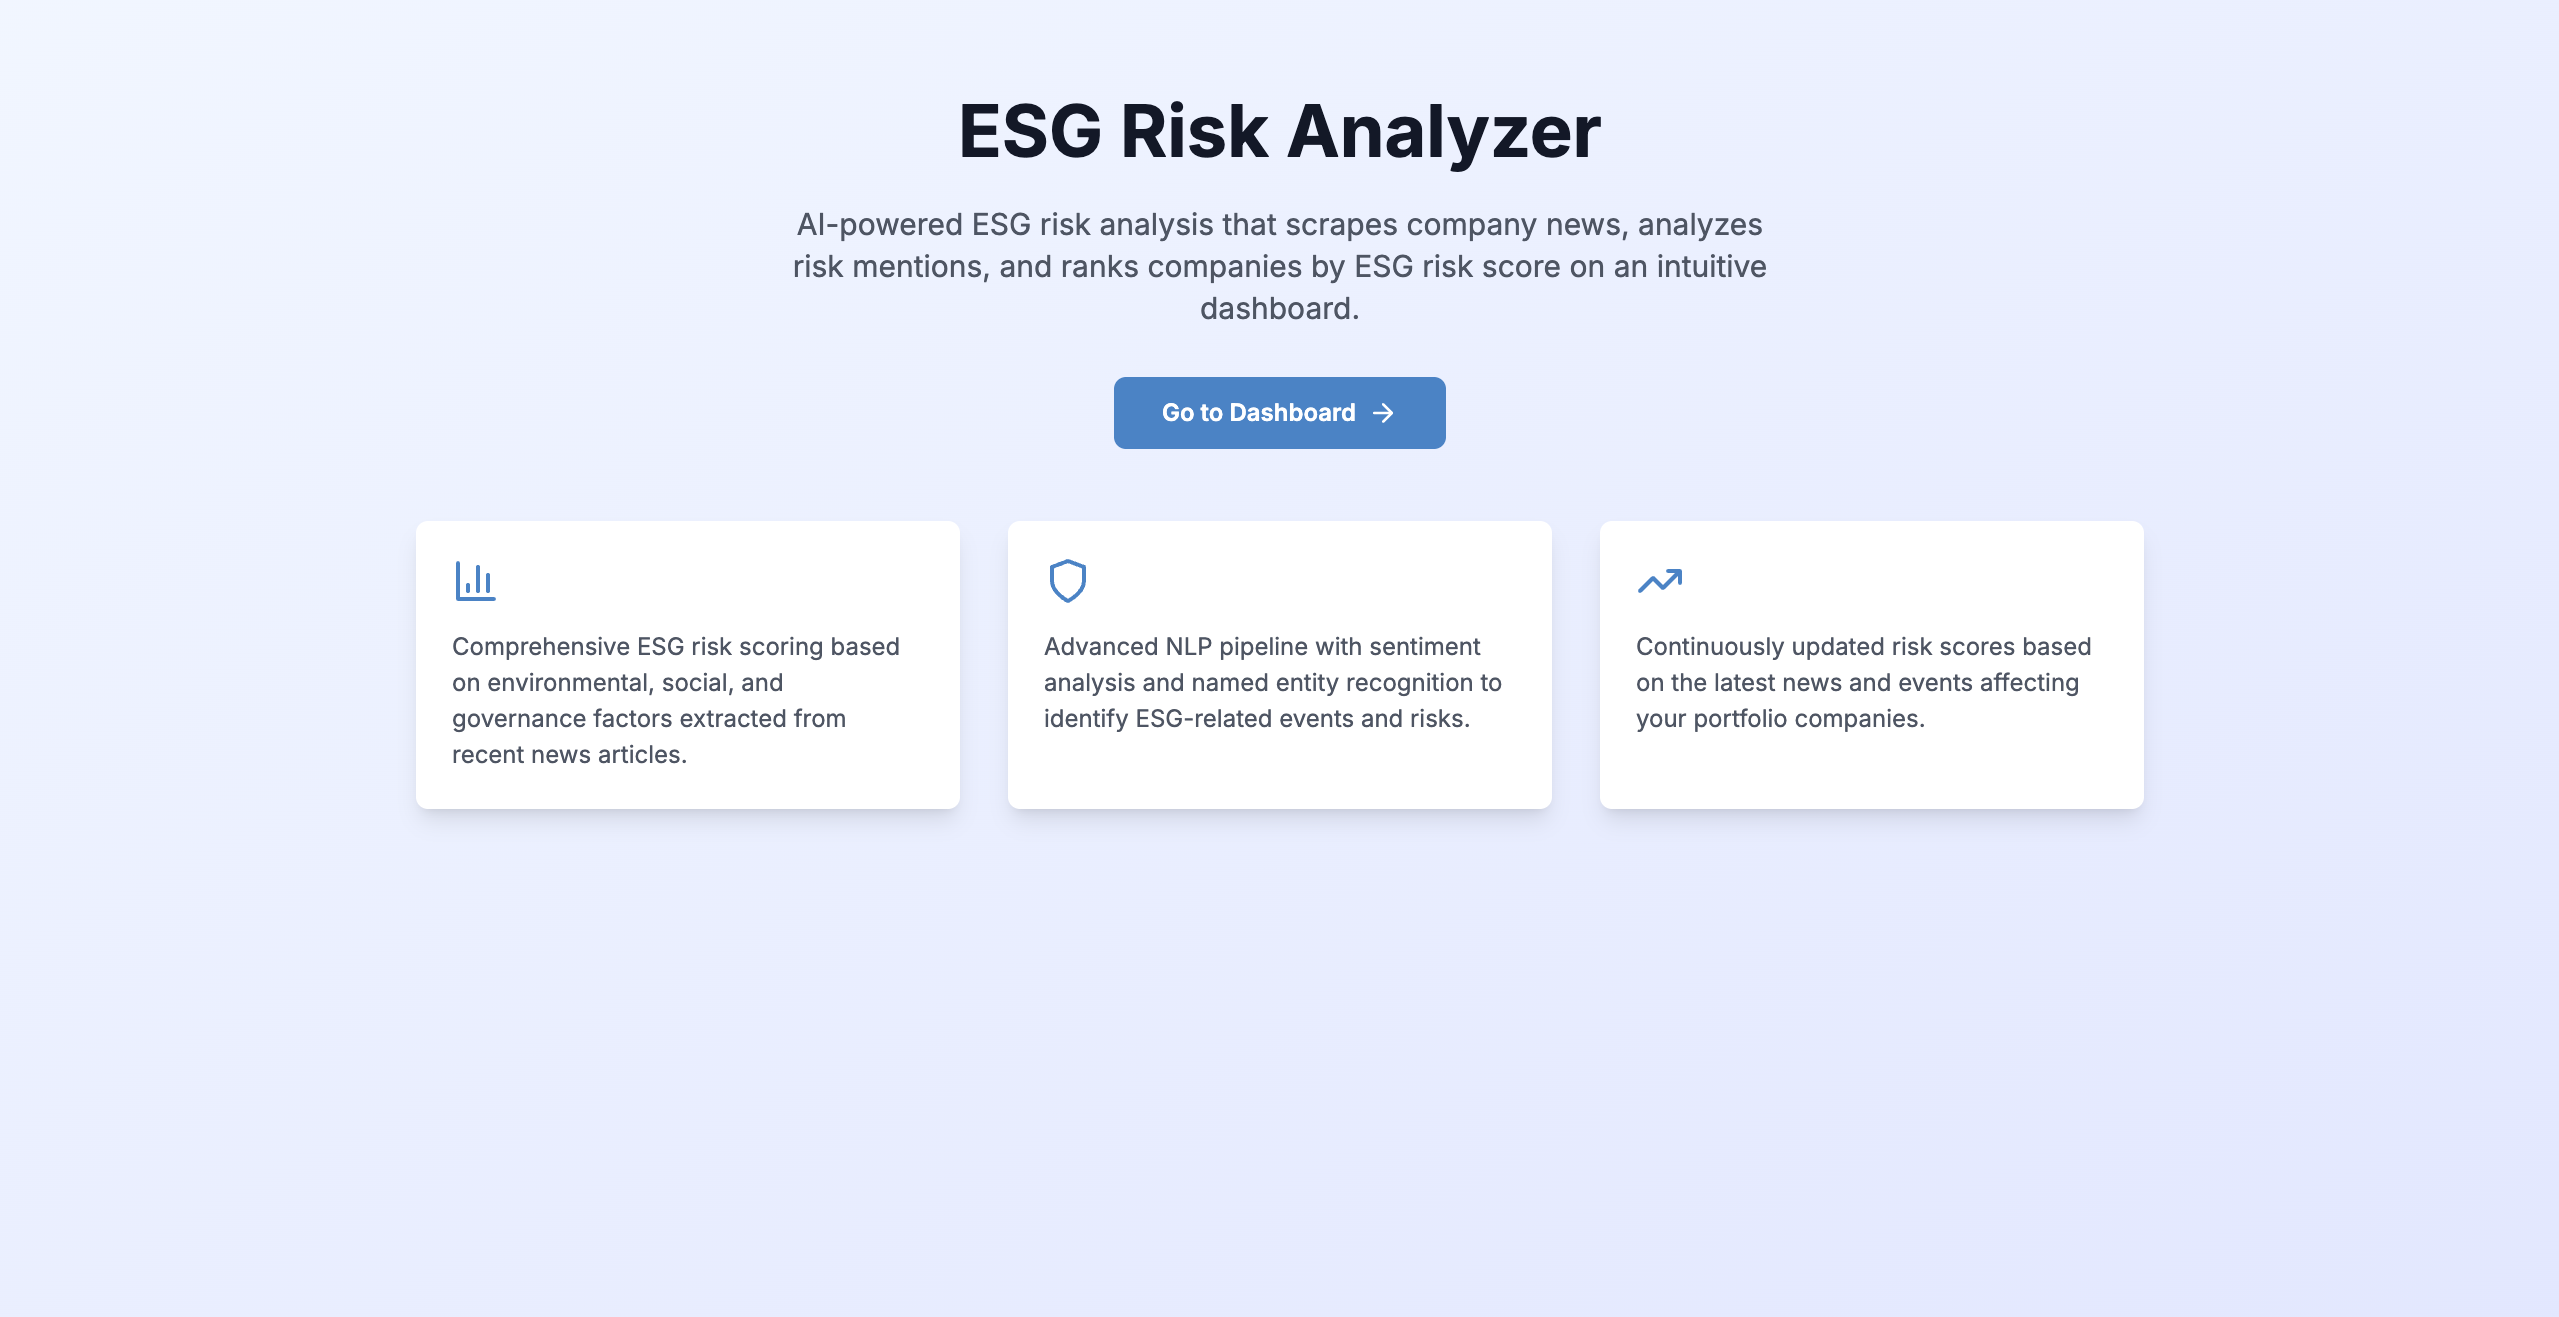 ESG Risk Analyzer
AI-powered ESG risk analysis that scrapes company news, analyzes
risk mentions, and ranks companies by ESG risk score on an intuitive
dashboard.
Go to Dashboard
Comprehensive ESG risk scoring based
on environmental, social, and
governance factors extracted from
recent news articles.
Advanced NLP pipeline with sentiment
analysis and named entity recognition to
identify ESG-related events and risks.
Continuously updated risk scores based
on the latest news and events affecting
your portfolio companies.